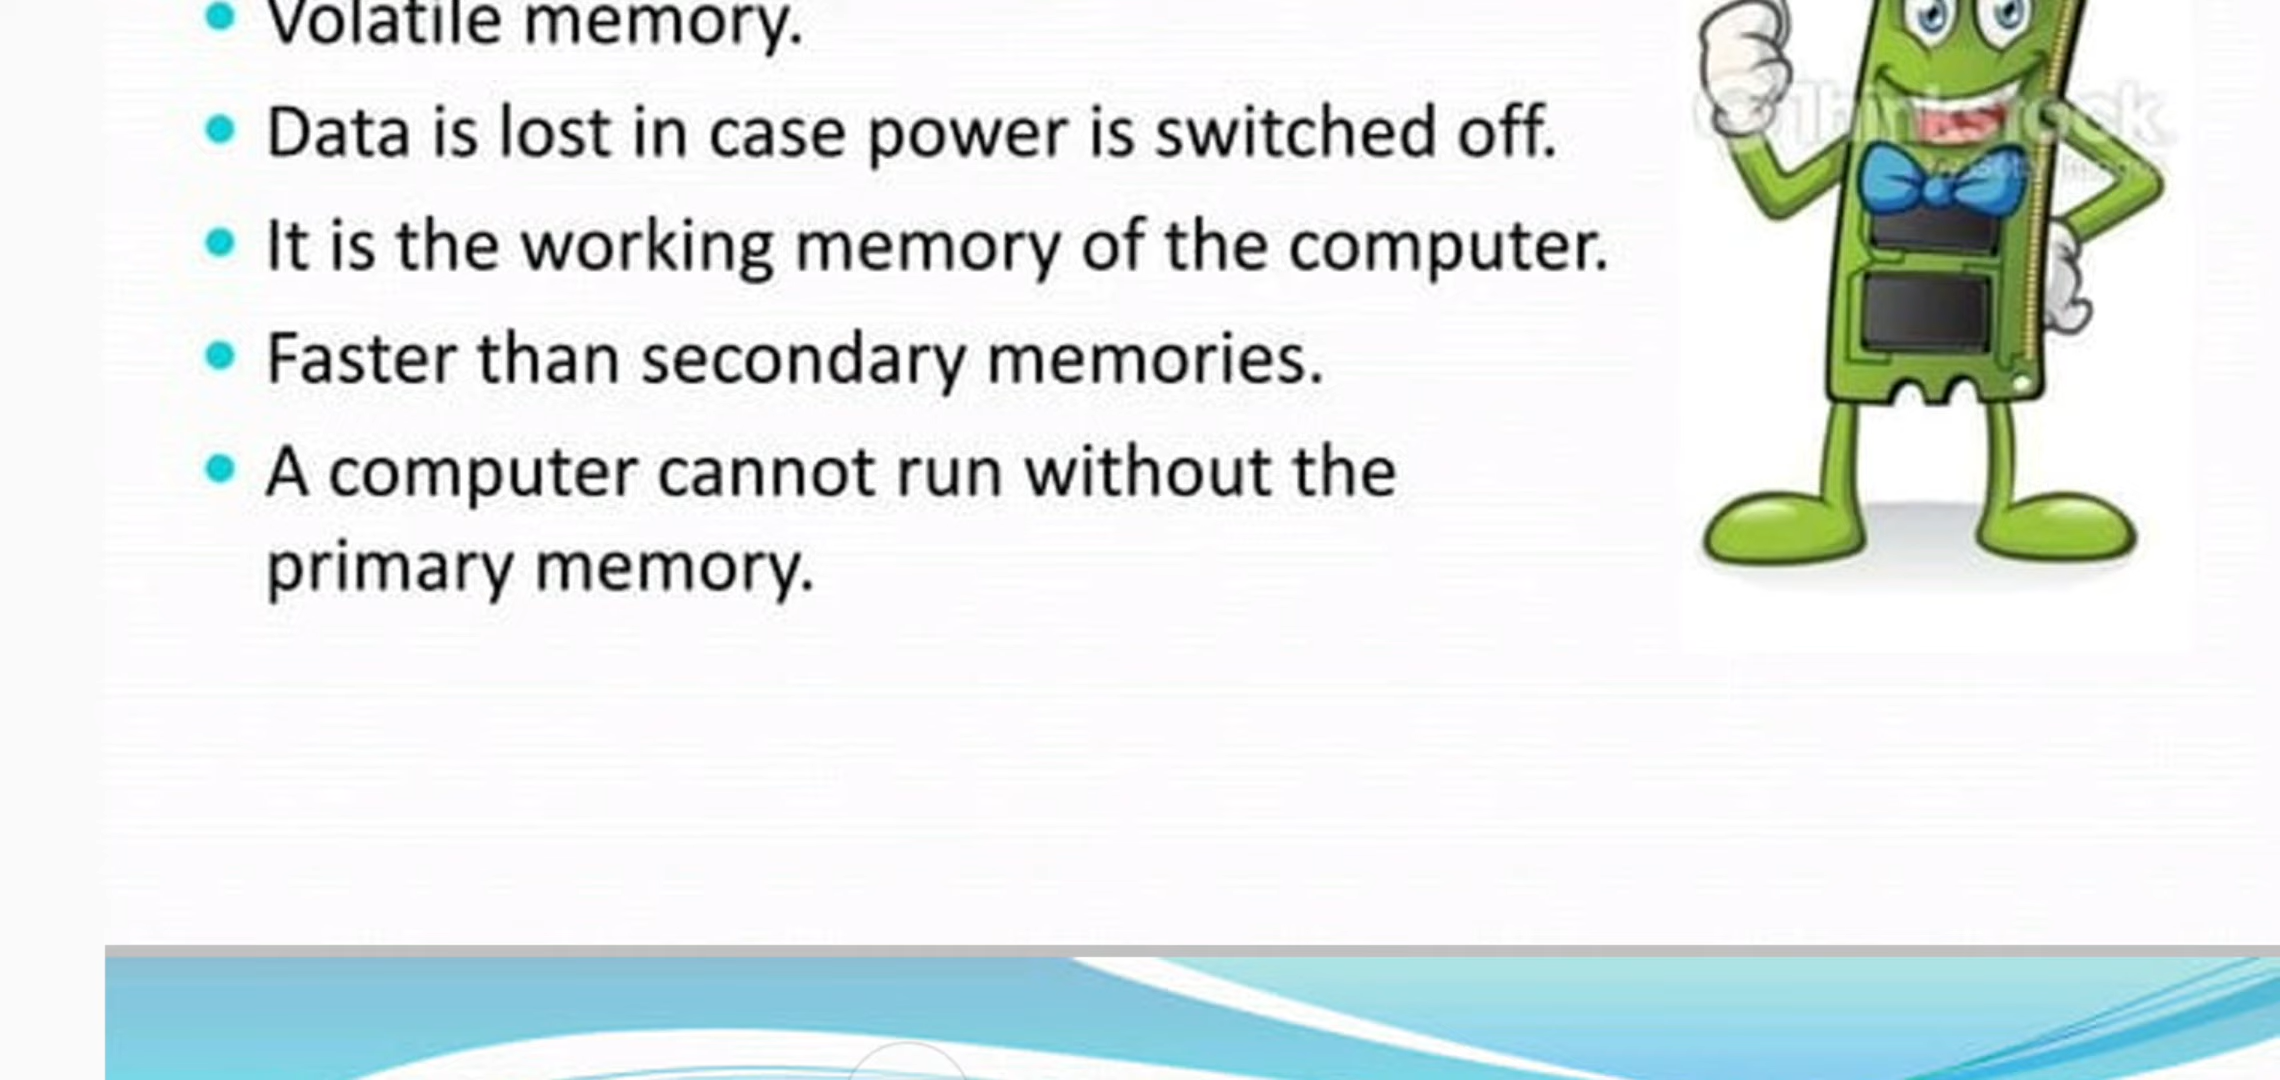 Volatile memory.
Data is lost in case power is switched off.
It is the working memory of the computer.
Faster than secondary memories.
A computer cannot run without the
primary memory.
Thinkstock